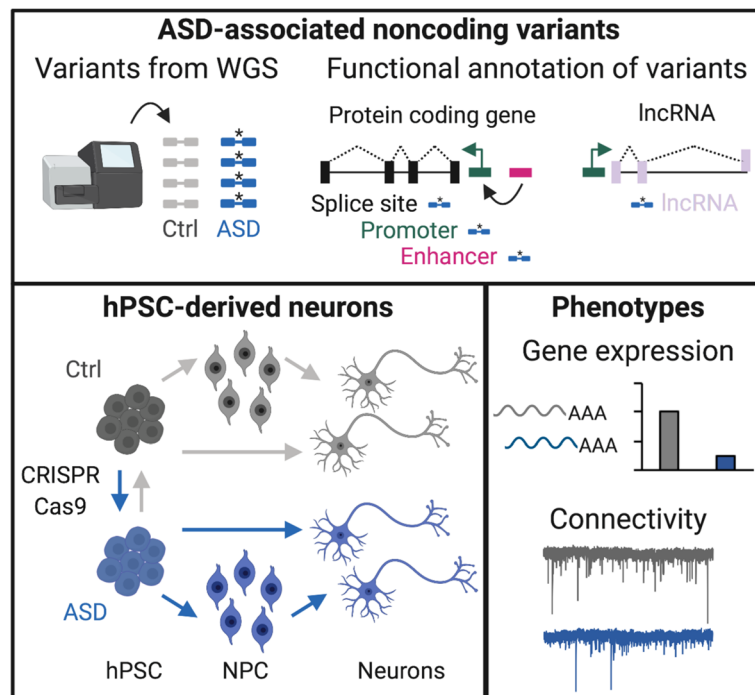 ASD-associated noncoding variants
Variants from WGS
Functional annotation of variants
Protein coding gene
lncRNA
*
*
*
*
Ctrl
ASD
Splice site *
Promoter *
Enhancer *
* lncRNA
hPSC-derived neurons
Ctrl
CRISPR
Cas9
ASD
hPSC
NPC
Neurons
Phenotypes
Gene expression
AAA
AAA
Connectivity